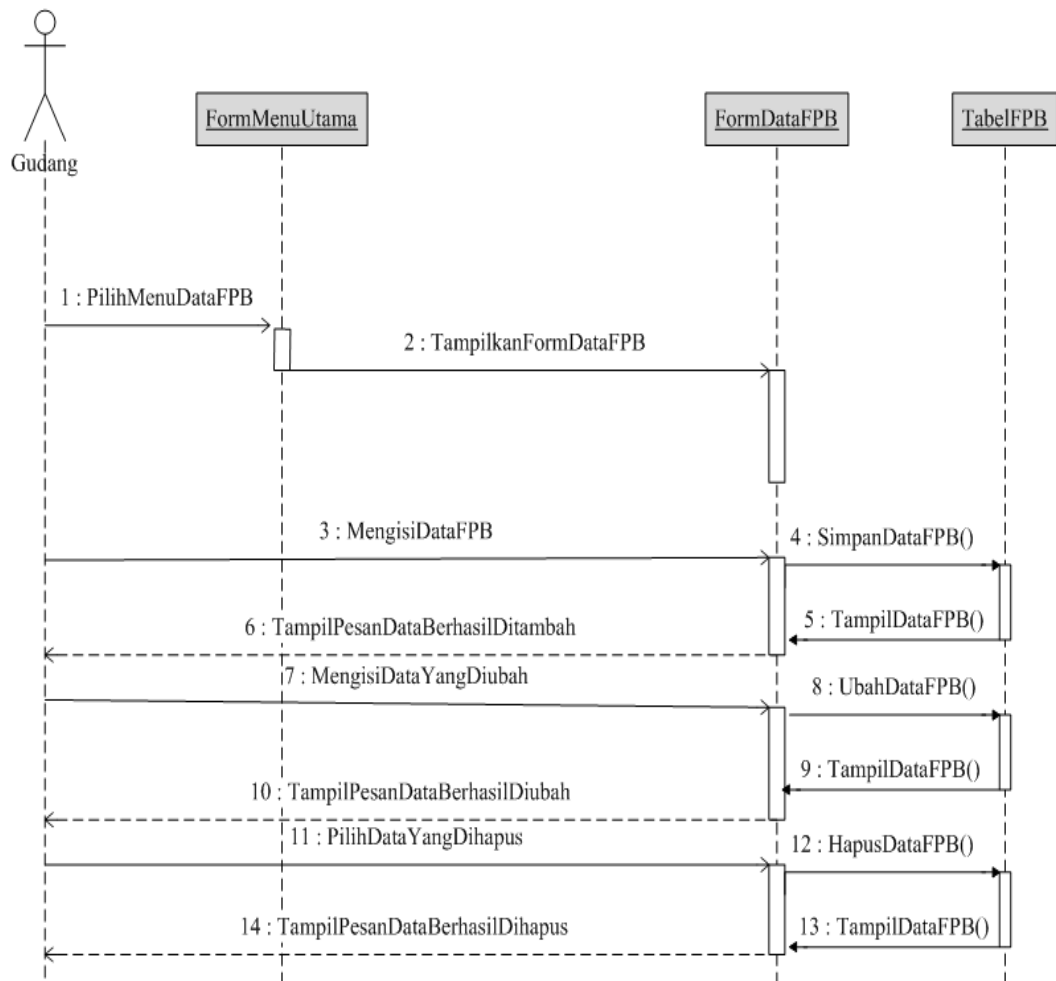 FormMenuUtama
FormDataFPB
TabelFPB
Gudang
1 : PilihMenuDataFPB
2 : TampilkanFormDataFPB
3 : MengisiDataFPB
4 : SimpanDataFPB()
5 : TampilDataFPB()
6 : TampilPesanDataBerhasilDitambah
7 : MengisiDataYangDiubah
8 : UbahDataFPB()
9 : TampilDataFPB()
10 : TampilPesanDataBerhasilDiubah
11 : PilihDataYangDihapus
12 : HapusDataFPB()
13 : TampilDataFPB()
14 : TampilPesanDataBerhasilDihapus